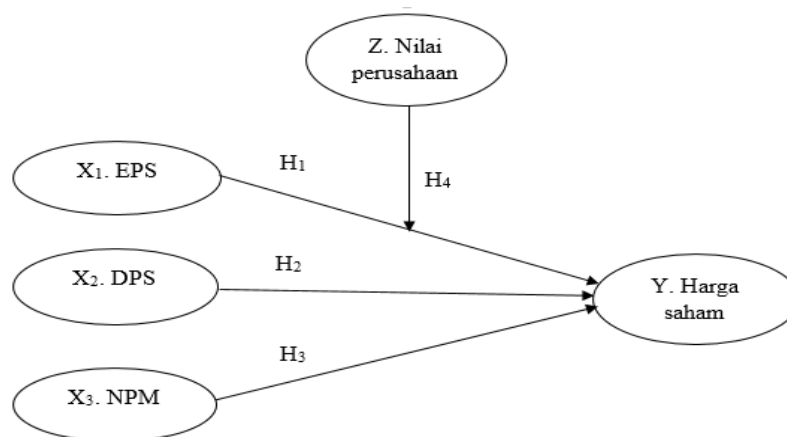 Z. Nilai
perusahaan
H₁
X₁. EPS
H₄
H₂
X₂. DPS
Y. Harga
saham
H₃
X₃. NPM